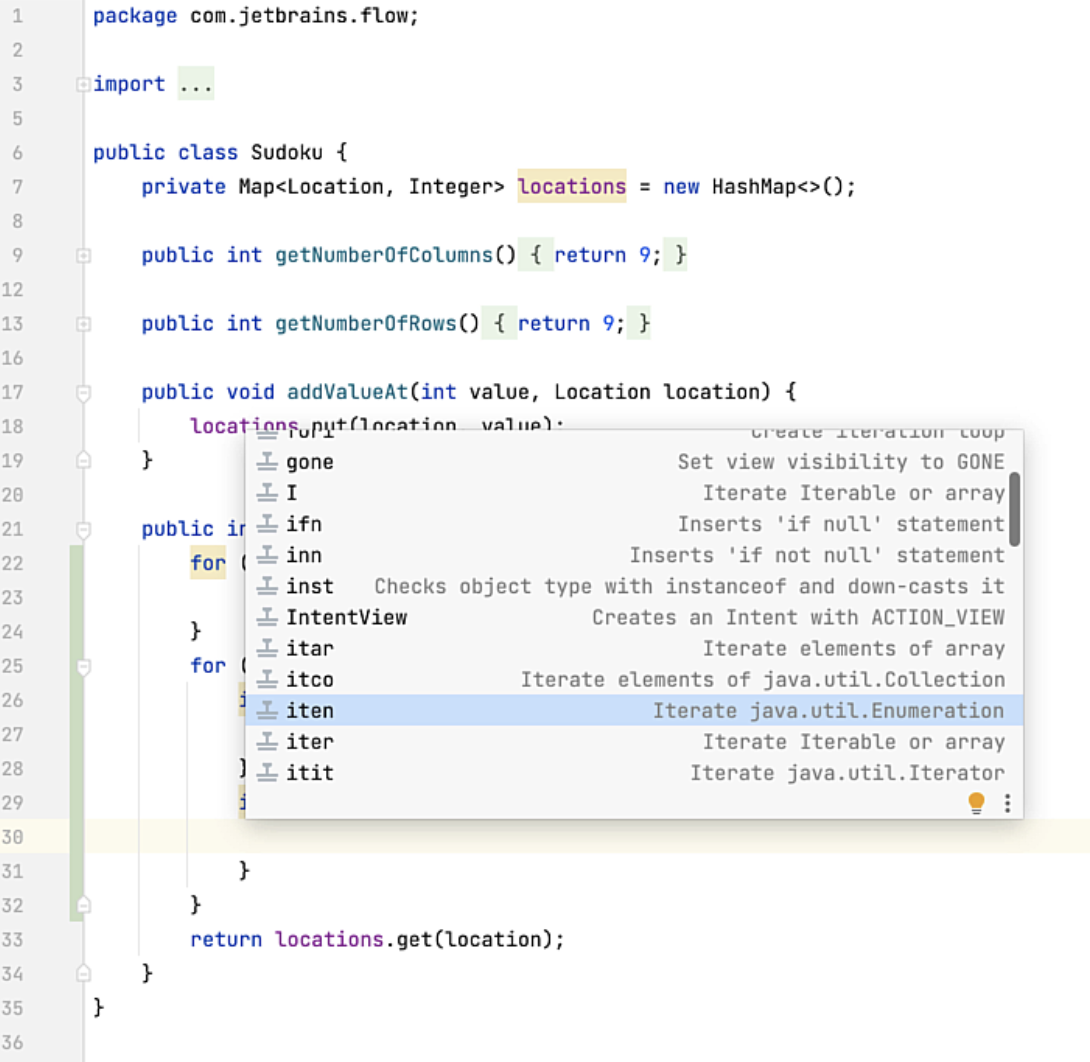 1 package com.jetbrains.flow;
2
3 import ...
5
6 public class Sudoku {
7 private Map<Location, Integer> locations = new HashMap<>();
8
9 public int getNumberOfColumns() { return 9; }
12
13 public int getNumberOfRows() { return 9; }
16
17 public void addValueAt(int value, Location location) {
18 locations.put(location, value);
fori Create iteration loop
19 }
gone Set view visibility to GONE
20
I Iterate Iterable or array
21 public in
ifn Inserts 'if null' statement
22 for (
inn Inserts 'if not null' statement
23
inst Checks object type with instanceof and down-casts it
IntentView Creates an Intent with ACTION_VIEW
24 }
itar Iterate elements of array
25 for (
itco Iterate elements of java.util.Collection
26 i
iten Iterate java.util.Enumeration
27
iter Iterate Iterable or array
28 }
itit Iterate java.util.Iterator
29 i
30
31 }
32 }
33 return locations.get(location);
34 }
35 }
36